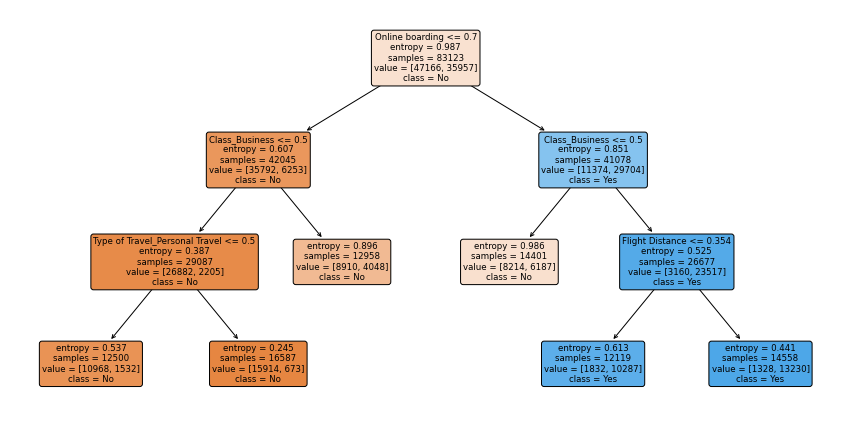 Online boarding <= 0.7
entropy = 0.987
samples = 83123
value = [47166, 35957]
class = No
Class_Business <= 0.5
entropy = 0.607
samples = 42045
value = [35792, 6253]
class = No
Class_Business <= 0.5
entropy = 0.851
samples = 41078
value = [11374, 29704]
class = Yes
Type of Travel_Personal Travel <= 0.5
entropy = 0.387
samples = 29087
value = [26882, 2205]
class = No
entropy = 0.896
samples = 12958
value = [8910, 4048]
class = No
entropy = 0.986
samples = 14401
value = [8214, 6187]
class = No
Flight Distance <= 0.354
entropy = 0.525
samples = 26677
value = [3160, 23517]
class = Yes
entropy = 0.537
samples = 12500
value = [10968, 1532]
class = No
entropy = 0.245
samples = 16587
value = [15914, 673]
class = No
entropy = 0.613
samples = 12119
value = [1832, 10287]
class = Yes
entropy = 0.441
samples = 14558
value = [1328, 13230]
class = Yes